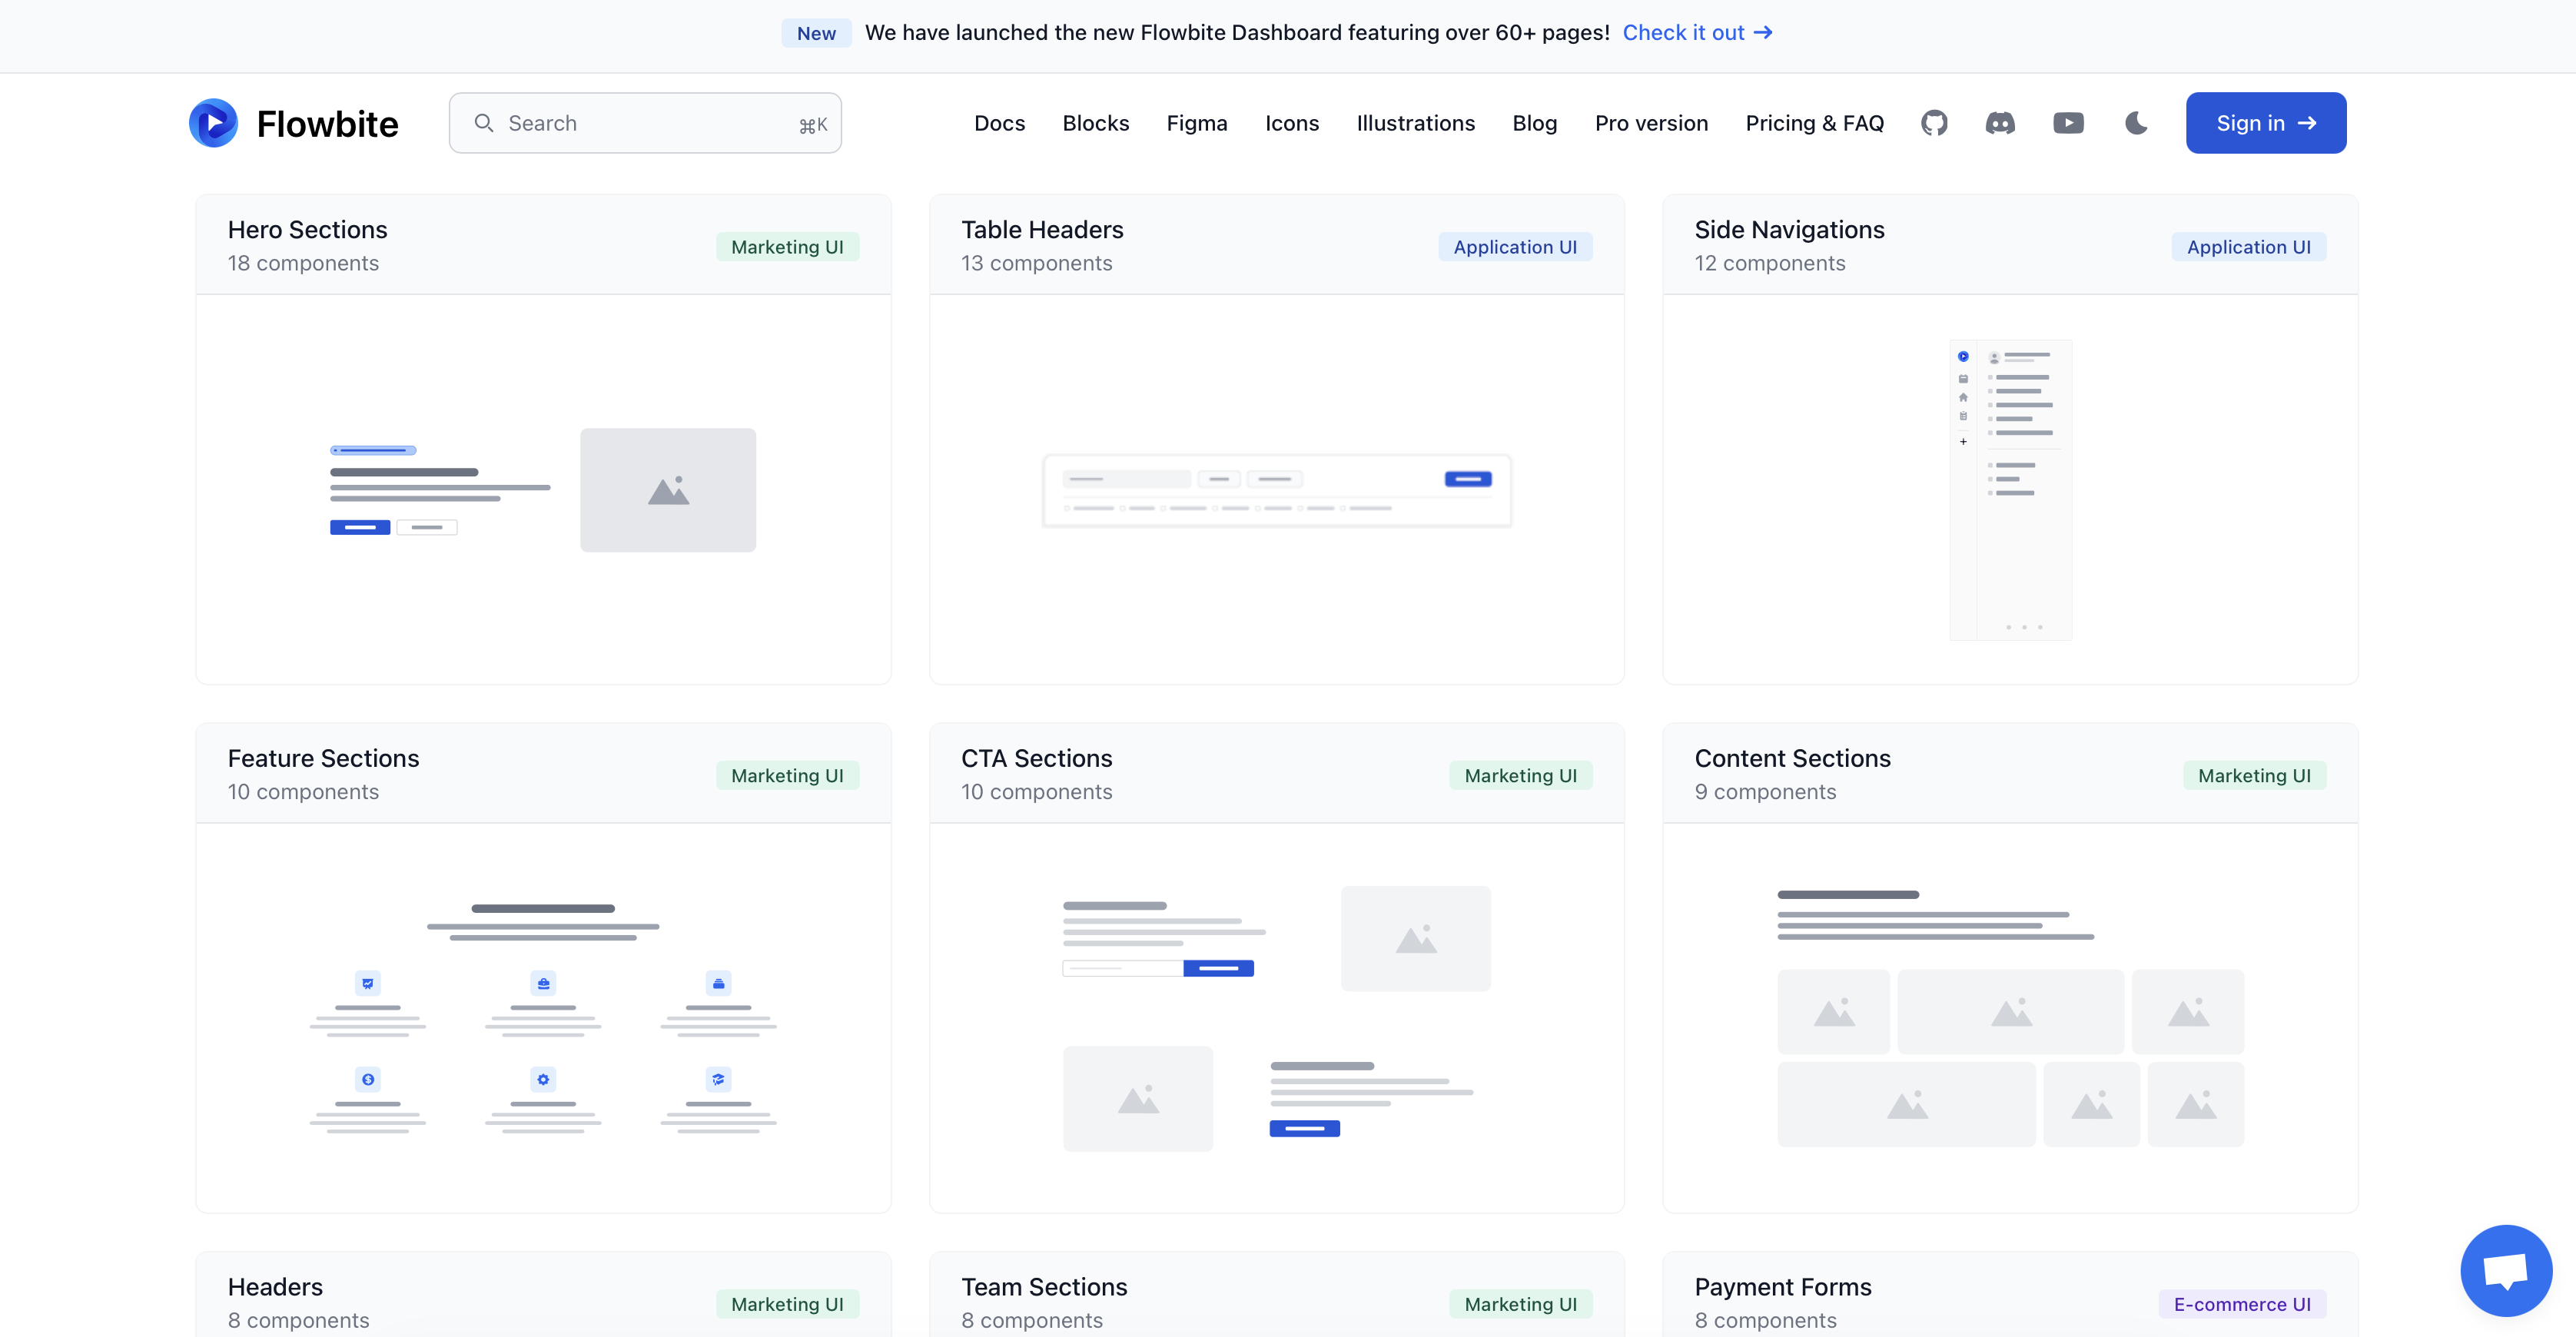 New We have launched the new Flowbite Dashboard featuring over 60+ pages! Check it out →
Flowbite
Search ⌘K
Docs Blocks Figma Icons Illustrations Blog Pro version Pricing & FAQ Sign in →
Hero Sections
18 components
Marketing UI
Table Headers
13 components
Application UI
Side Navigations
12 components
Application UI
Feature Sections
10 components
Marketing UI
CTA Sections
10 components
Marketing UI
Content Sections
9 components
Marketing UI
Headers
8 components
Marketing UI
Team Sections
8 components
Marketing UI
Payment Forms
8 components
E-commerce UI